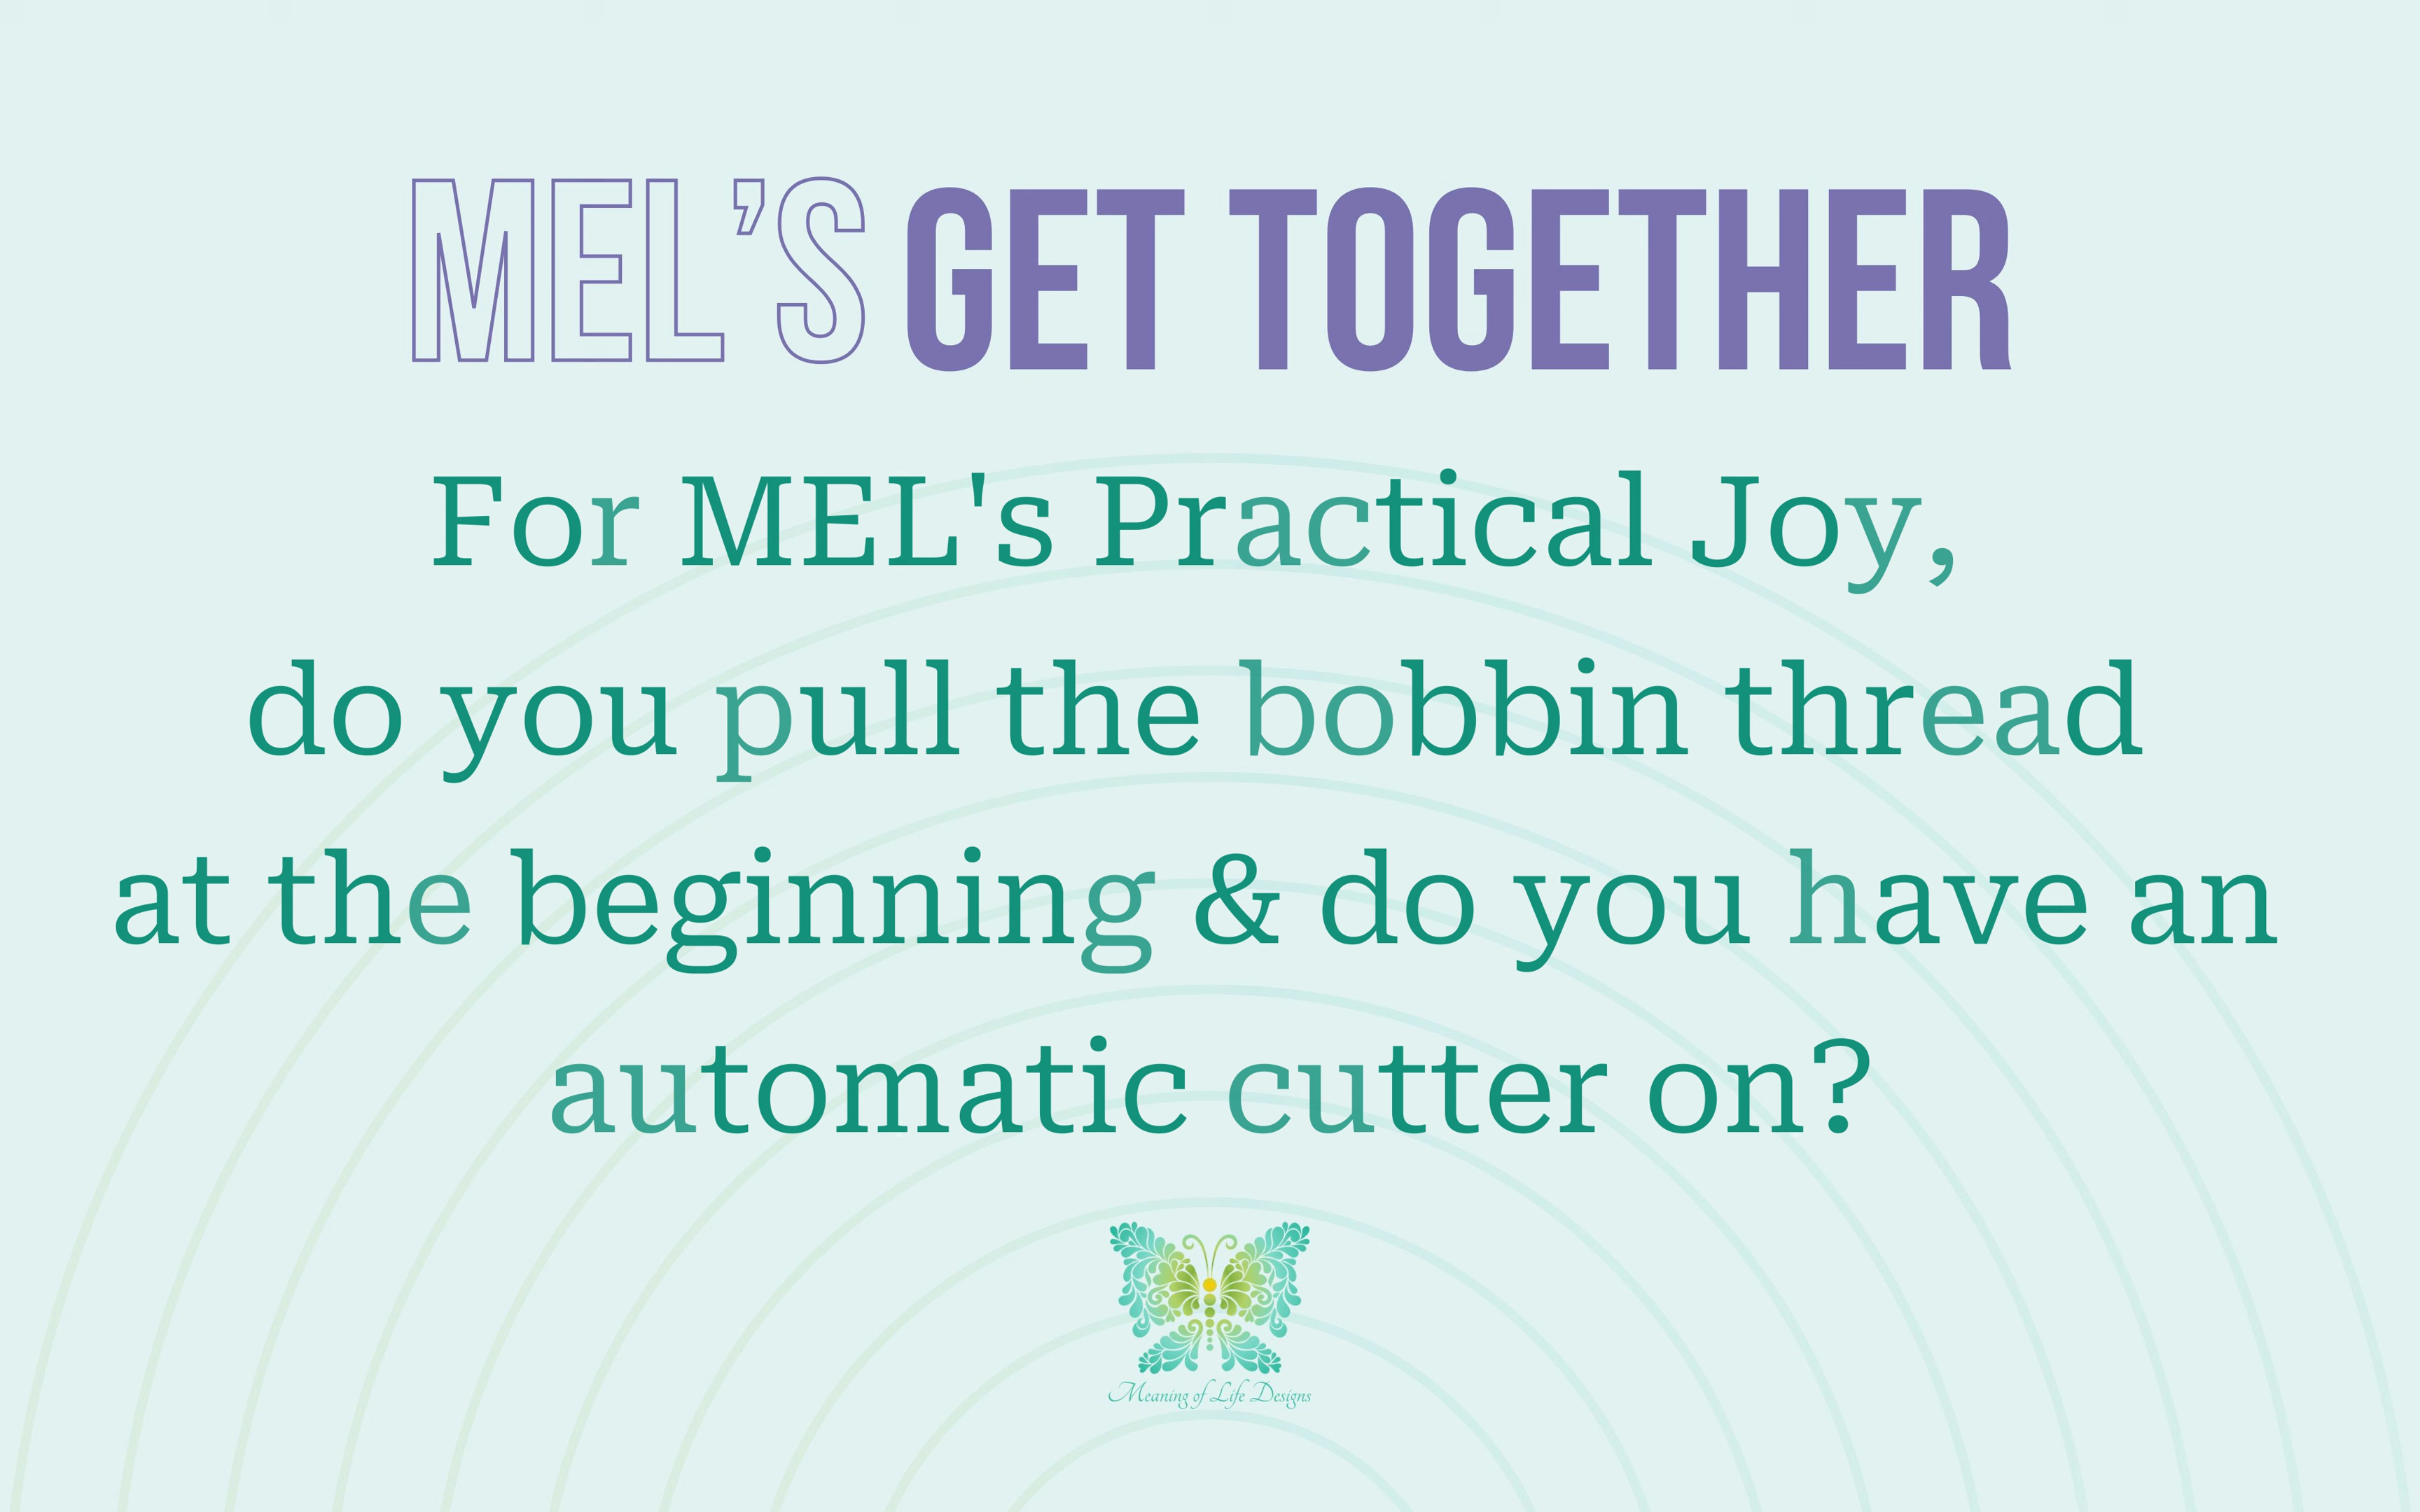 MEL’S GET TOGETHER
For MEL's Practical Joy,
do you pull the bobbin thread
at the beginning & do you have an
automatic cutter on?
Meaning of Life Designs